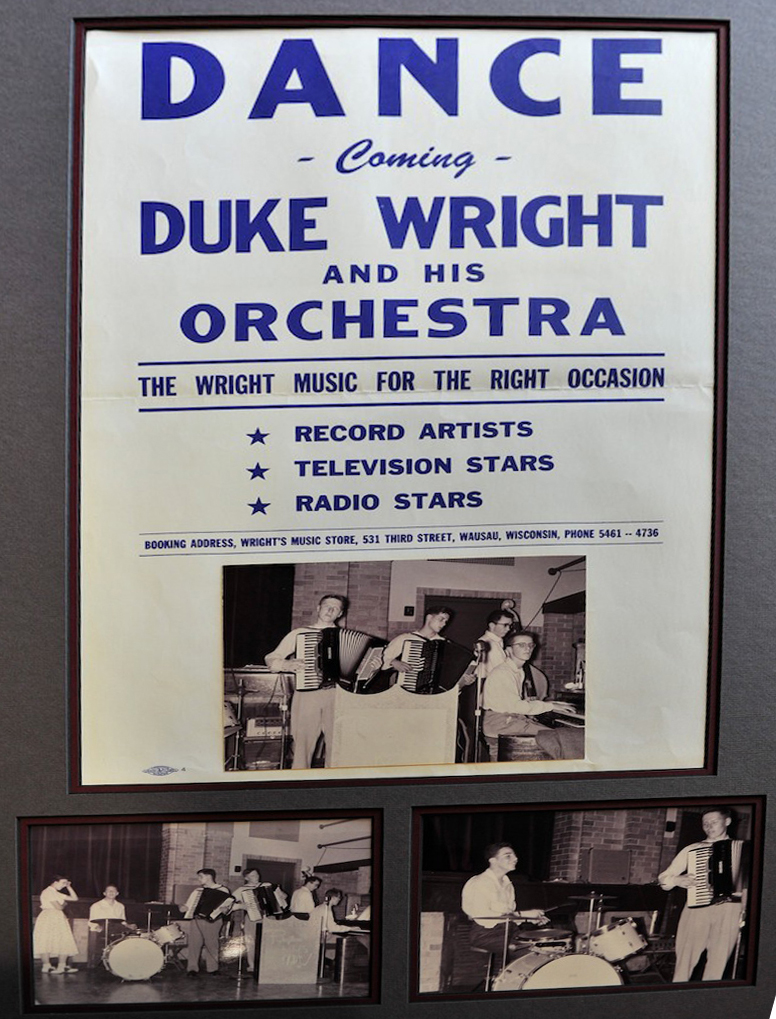 DANCE
- Coming -
DUKE WRIGHT
AND HIS
ORCHESTRA
THE WRIGHT MUSIC FOR THE RIGHT OCCASION
★ RECORD ARTISTS
★ TELEVISION STARS
★ RADIO STARS
BOOKING ADDRESS, WRIGHT'S MUSIC STORE, 531 THIRD STREET, WAUSAU, WISCONSIN, PHONE 5461 -- 4736
4